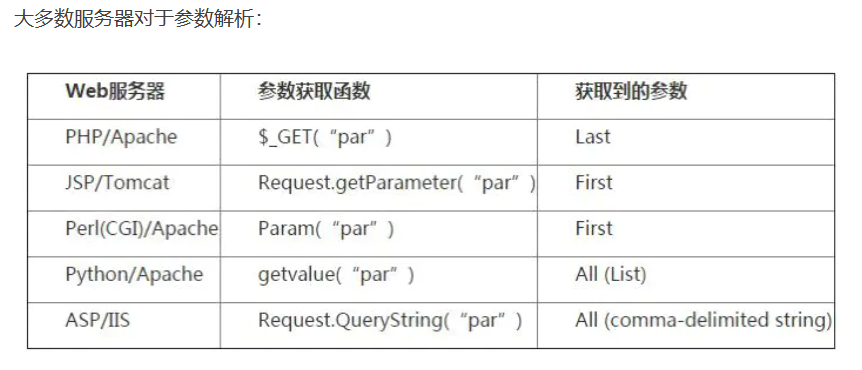 大多数服务器对于参数解析：
Web服务器 参数获取函数 获取到的参数
PHP/Apache $_GET(“par”) Last
JSP/Tomcat Request.getParameter(“par”) First
Perl(CGI)/Apache Param(“par”) First
Python/Apache getvalue(“par”) All (List)
ASP/IIS Request.QueryString(“par”) All (comma-delimited string)